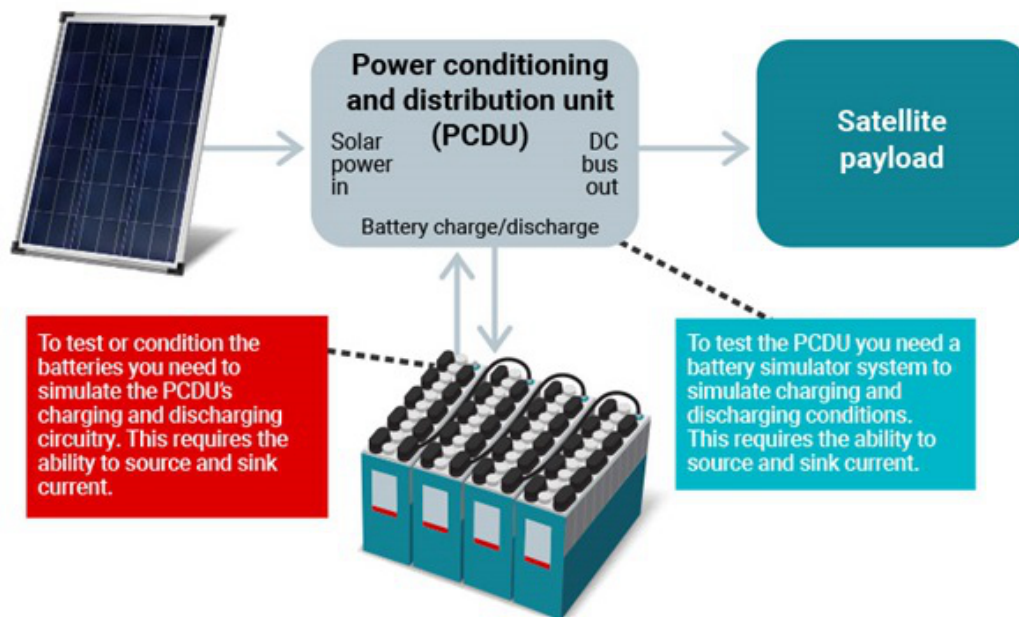 Power conditioning
and distribution unit
(PCDU)
Solar
power
in
DC
bus
out
Battery charge/discharge
Satellite
payload
To test or condition the
batteries you need to
simulate the PCDU's
charging and discharging
circuitry. This requires the
ability to source and sink
current.
To test the PCDU you need a
battery simulator system to
simulate charging and
discharging conditions.
This requires the ability to
source and sink current.